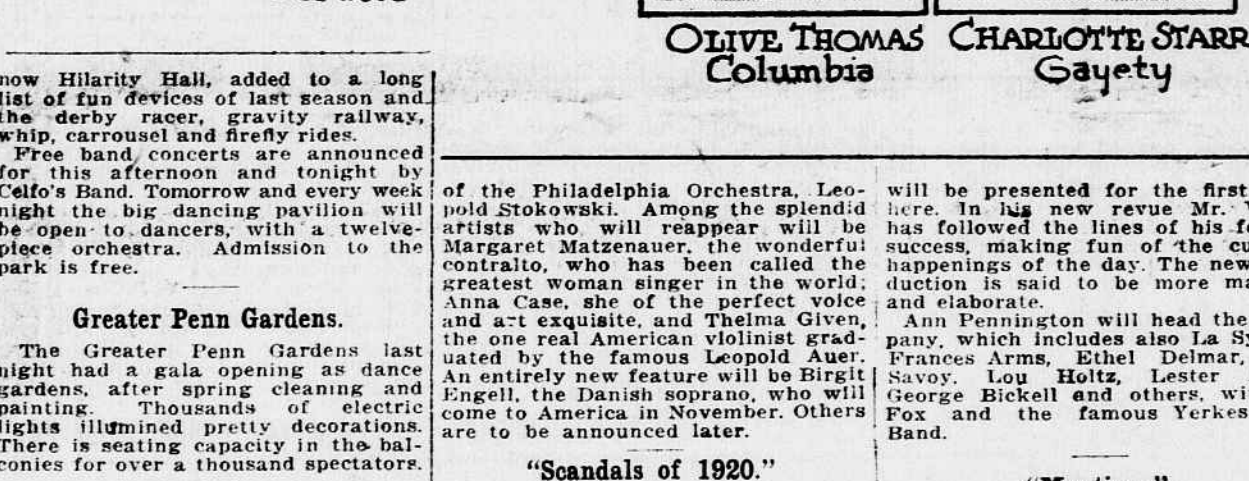 OLIVE THOMAS
Columbia
CHARLOTTE STARR
Gayety
now Hilarity Hall, added to a long
list of fun devices of last season and
the derby racer, gravity railway,
whip, carrousel and firefly rides.
Free band concerts are announced
for this afternoon and tonight by
Celfo's Band. Tomorrow and every week
night the big dancing pavilion will
be open to dancers, with a twelve-
piece orchestra. Admission to the
park is free.
Greater Penn Gardens.
The Greater Penn Gardens last
night had a gala opening as dance
gardens, after spring cleaning and
painting. Thousands of electric
lights illumined pretty decorations.
There is seating capacity in the bal-
conies for over a thousand spectators.
of the Philadelphia Orchestra, Leo-
pold Stokowski. Among the splendid
artists who will reappear will be
Margaret Matzenauer, the wonderful
contralto, who has been called the
greatest woman singer in the world;
Anna Case, she of the perfect voice
and art exquisite, and Thelma Given,
the one real American violinist grad-
uated by the famous Leopold Auer.
An entirely new feature will be Birgit
Engell, the Danish soprano, who will
come to America in November. Others
are to be announced later.
"Scandals of 1920."
will be presented for the first
here. In his new revue Mr.
has followed the lines of his
success, making fun of the
happenings of the day. The new
duction is said to be more
and elaborate.
Ann Pennington will head the
pany, which includes also La
Frances Arms, Ethel Delmar,
Savoy, Lou Holtz, Lester
George Bickell and others,
Fox and the famous Yerkes
Band.